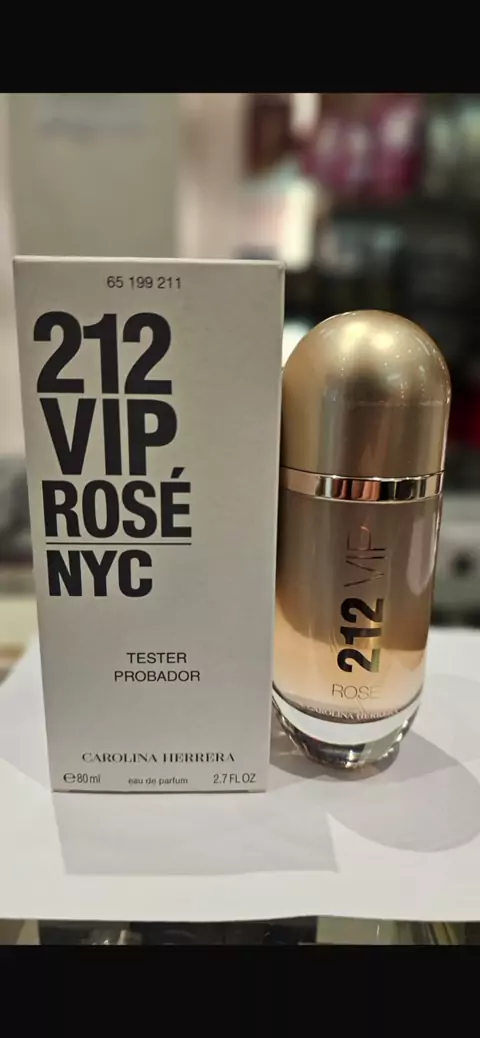 65 199 211
212
VIP
ROSÉ
NYC
TESTER
PROBADOR
CAROLINA HERRERA
℮80 ml eau de parfum 2.7 FL OZ
212 VIP
ROSÉ
CAROLINA HERRERA